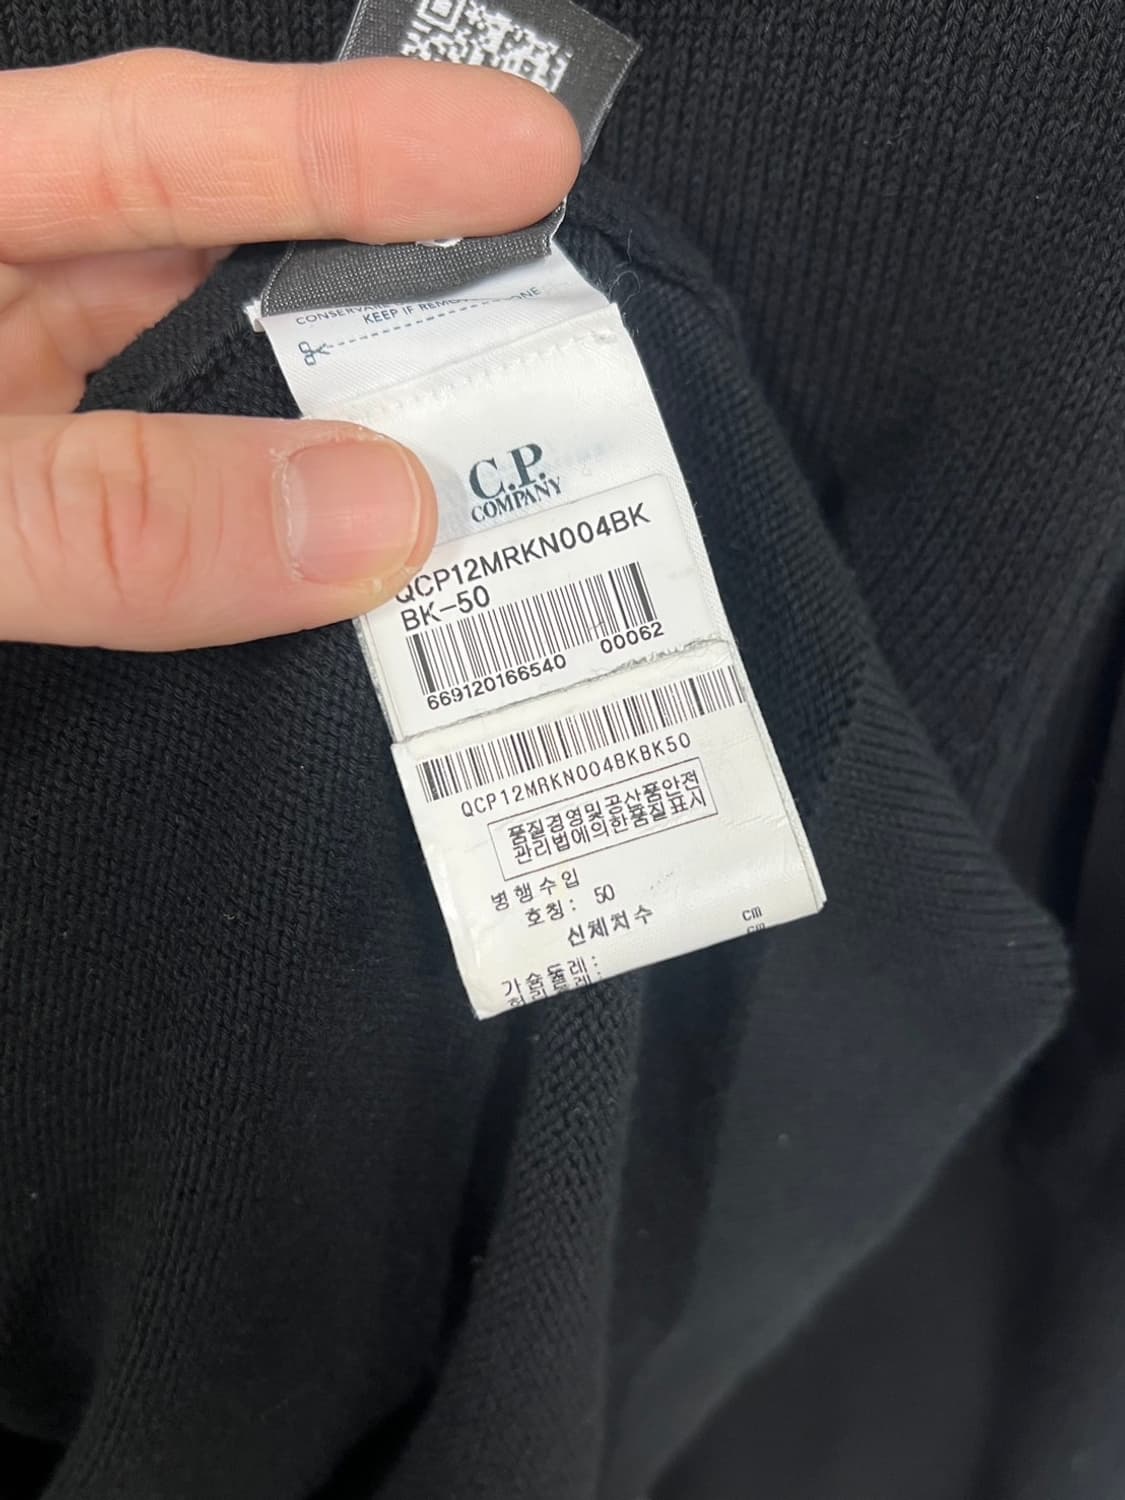 KEEP IF
C.P.
COMPANY
QCP12MRKN004BK
BK-50
669120166540 00062
QCP12MRKN004BKBK50
품질경영및공산품안전
관리법에의한품질표시
병행수입
호칭: 50
신체치수
cm
가슴둘레:
cm